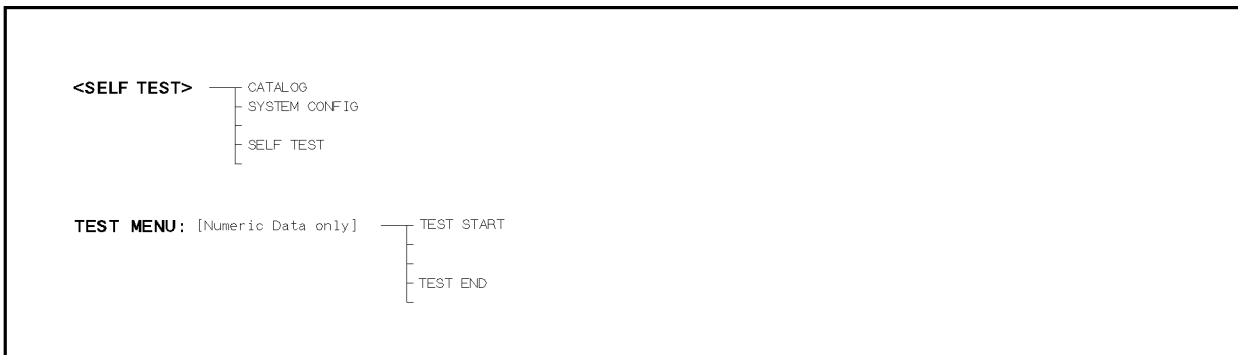 <SELF TEST> CATALOG
SYSTEM CONFIG
SELF TEST
TEST MENU: [Numeric Data only] TEST START
TEST END